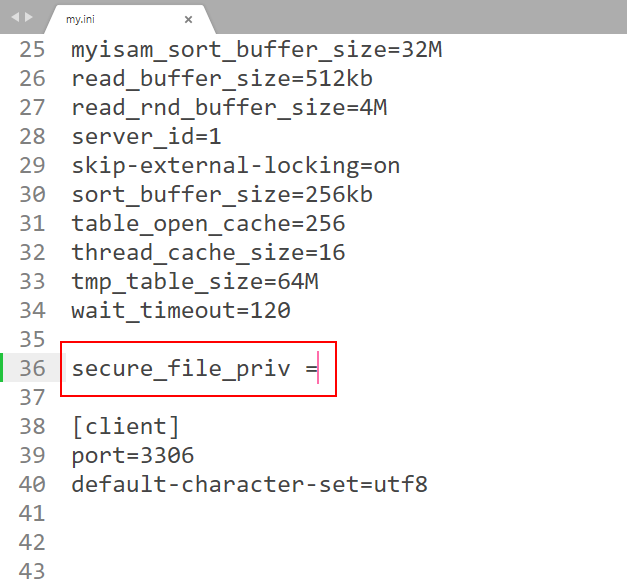 my.ini
25 myisam_sort_buffer_size=32M
26 read_buffer_size=512kb
27 read_rnd_buffer_size=4M
28 server_id=1
29 skip-external-locking=on
30 sort_buffer_size=256kb
31 table_open_cache=256
32 thread_cache_size=16
33 tmp_table_size=64M
34 wait_timeout=120
35
36 secure_file_priv =
37
38 [client]
39 port=3306
40 default-character-set=utf8
41
42
43